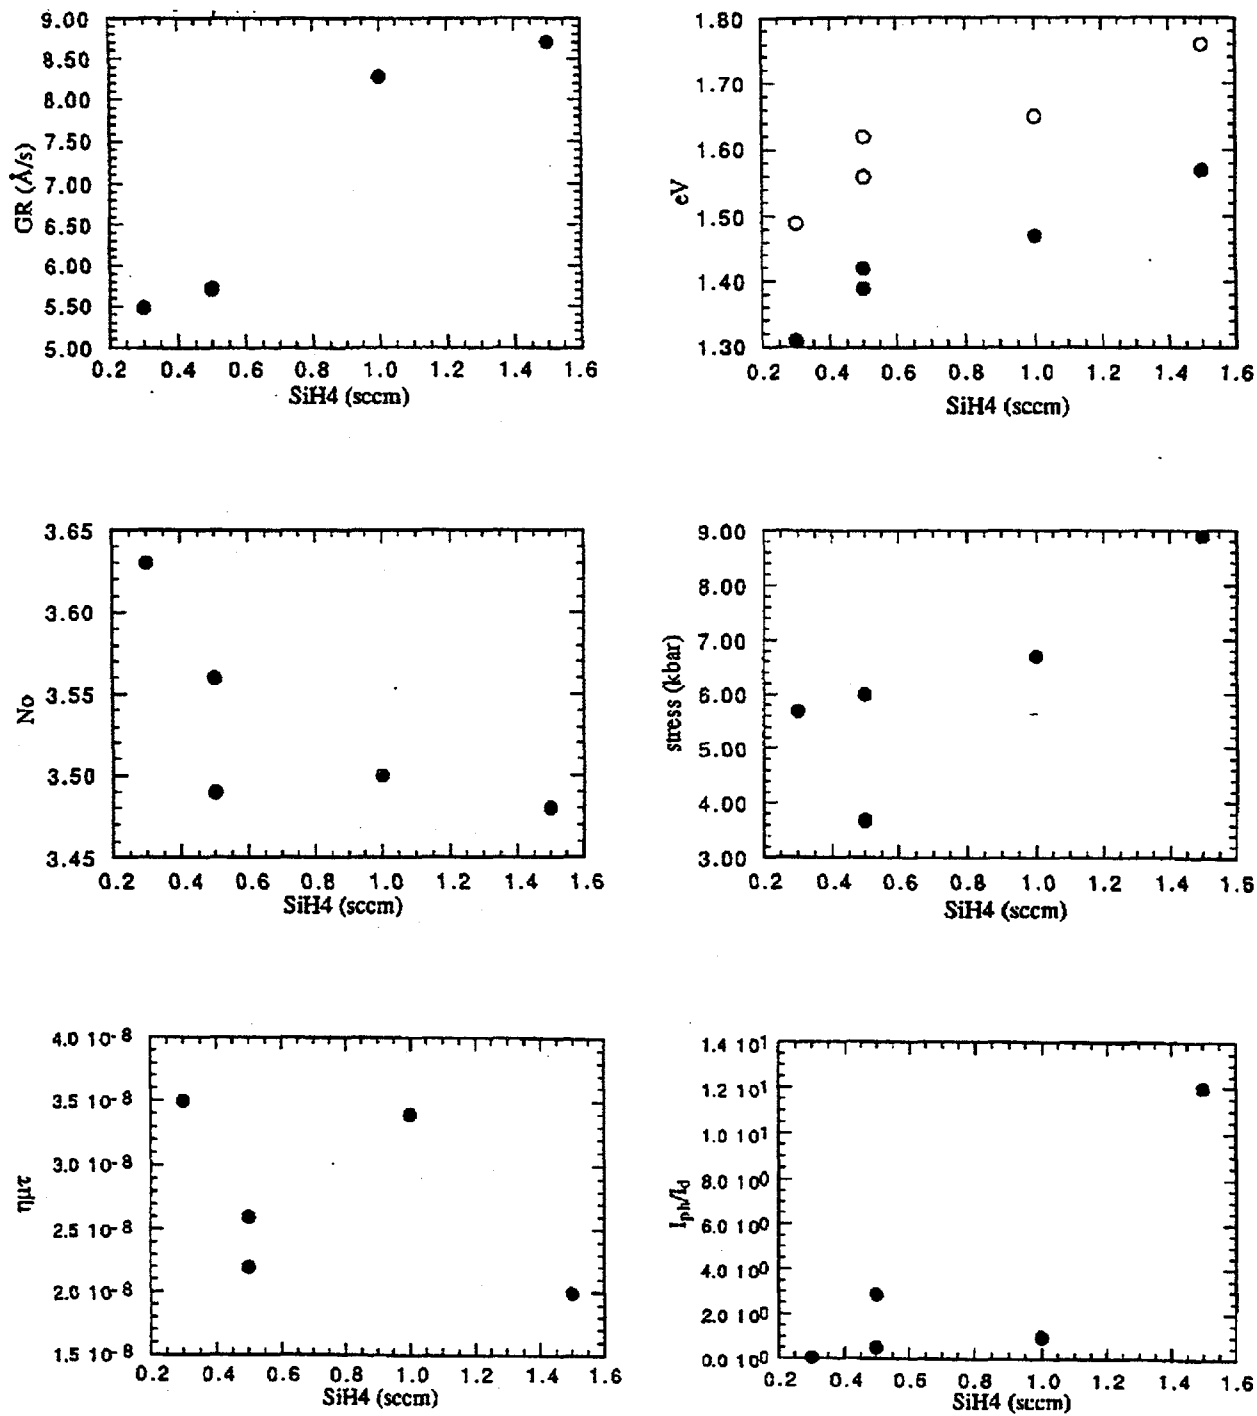 9.00
8.50
8.00
7.50
7.00
6.50
6.00
5.50
5.00
GR (Å/s)
0.2 0.4 0.6 0.8 1.0 1.2 1.4 1.6
SiH4 (sccm)
1.80
1.70
1.60
1.50
1.40
1.30
eV
0.2 0.4 0.6 0.8 1.0 1.2 1.4 1.6
SiH4 (sccm)
3.65
3.60
3.55
3.50
3.45
No
0.2 0.4 0.6 0.8 1.0 1.2 1.4 1.6
SiH4 (sccm)
9.00
8.00
7.00
6.00
5.00
4.00
3.00
stress (kbar)
0.2 0.4 0.6 0.8 1.0 1.2 1.4 1.6
SiH4 (sccm)
4.0 10-8
3.5 10-8
3.0 10-8
2.5 10-8
2.0 10-8
1.5 10-8
ημτ
0.2 0.4 0.6 0.8 1.0 1.2 1.4 1.6
SiH4 (sccm)
1.4 101
1.2 101
1.0 101
8.0 100
6.0 100
4.0 100
2.0 100
0.0 100
Iph/Id
0.2 0.4 0.6 0.8 1.0 1.2 1.4 1.6
SiH4 (sccm)